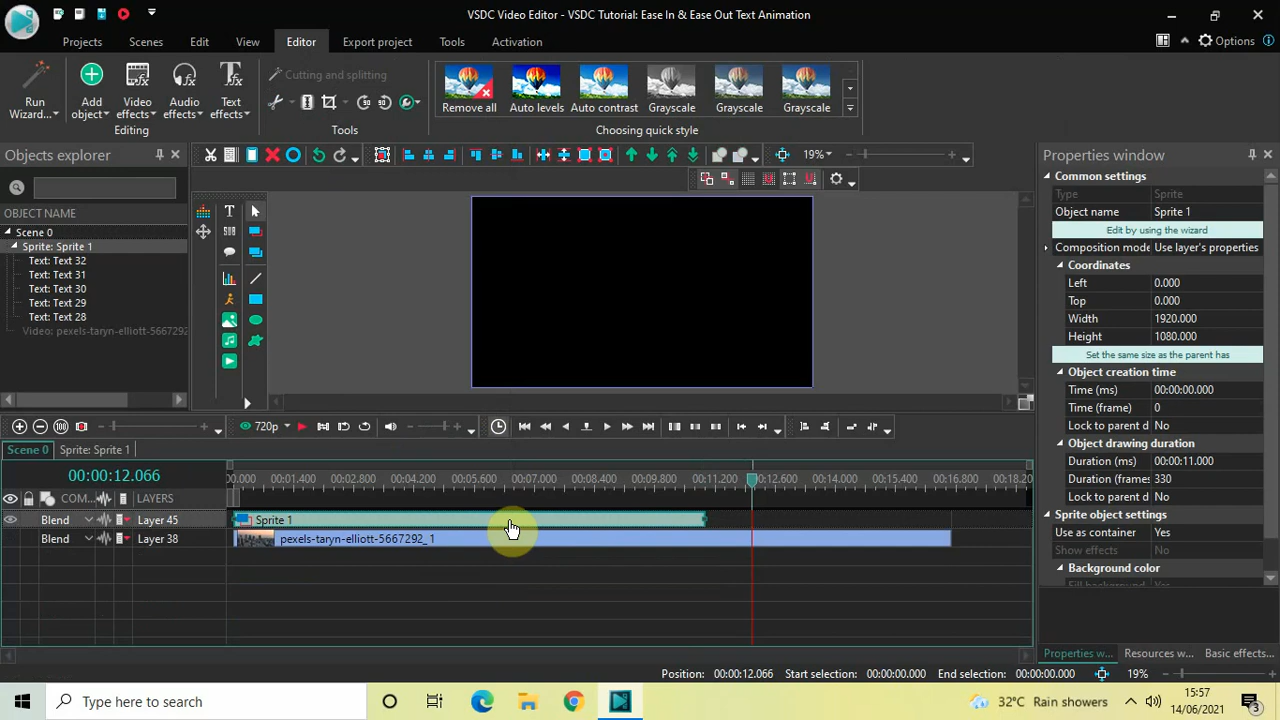 VSDC Video Editor - VSDC Tutorial: Ease In & Ease Out Text Animation
Projects Scenes Edit View Editor Export project Tools Activation
Options
Run Wizard...
Add object
Video effects
Audio effects
Text effects
Editing
Cutting and splitting
Tools
Remove all
Auto levels
Auto contrast
Grayscale
Grayscale
Grayscale
Choosing quick style
Objects explorer
19%
Properties window
OBJECT NAME
Scene 0
Sprite: Sprite 1
Text: Text 32
Text: Text 31
Text: Text 30
Text: Text 29
Text: Text 28
Video: pexels-taryn-elliott-5667292
Common settings
Type Sprite
Object name Sprite 1
Edit by using the wizard
Composition mode Use layer's properties
Coordinates
Left 0.000
Top 0.000
Width 1920.000
Height 1080.000
Set the same size as the parent has
Object creation time
Time (ms) 00:00:00.000
Time (frame) 0
Lock to parent d No
Object drawing duration
Duration (ms) 00:00:11.000
Duration (frames 330
Lock to parent d No
Sprite object settings
Use as container Yes
Show effects No
Background color
Fill background Yes
Properties w... Resources w... Basic effects...
720p
Scene 0 Sprite: Sprite 1
00:00:12.066
.000 00:01.400 00:02.800 00:04.200 00:05.600 00:07.000 00:08.400 00:09.800 00:11.200 00:12.600 00:14.000 00:15.400 00:16.800 00:18.20
COM... LAYERS
Blend Layer 45 Sprite 1
Blend Layer 38 pexels-taryn-elliott-5667292_1
Position: 00:00:12.066 Start selection: 00:00:00.000 End selection: 00:00:00.000 19%
Type here to search
32°C Rain showers
15:57
14/06/2021
3